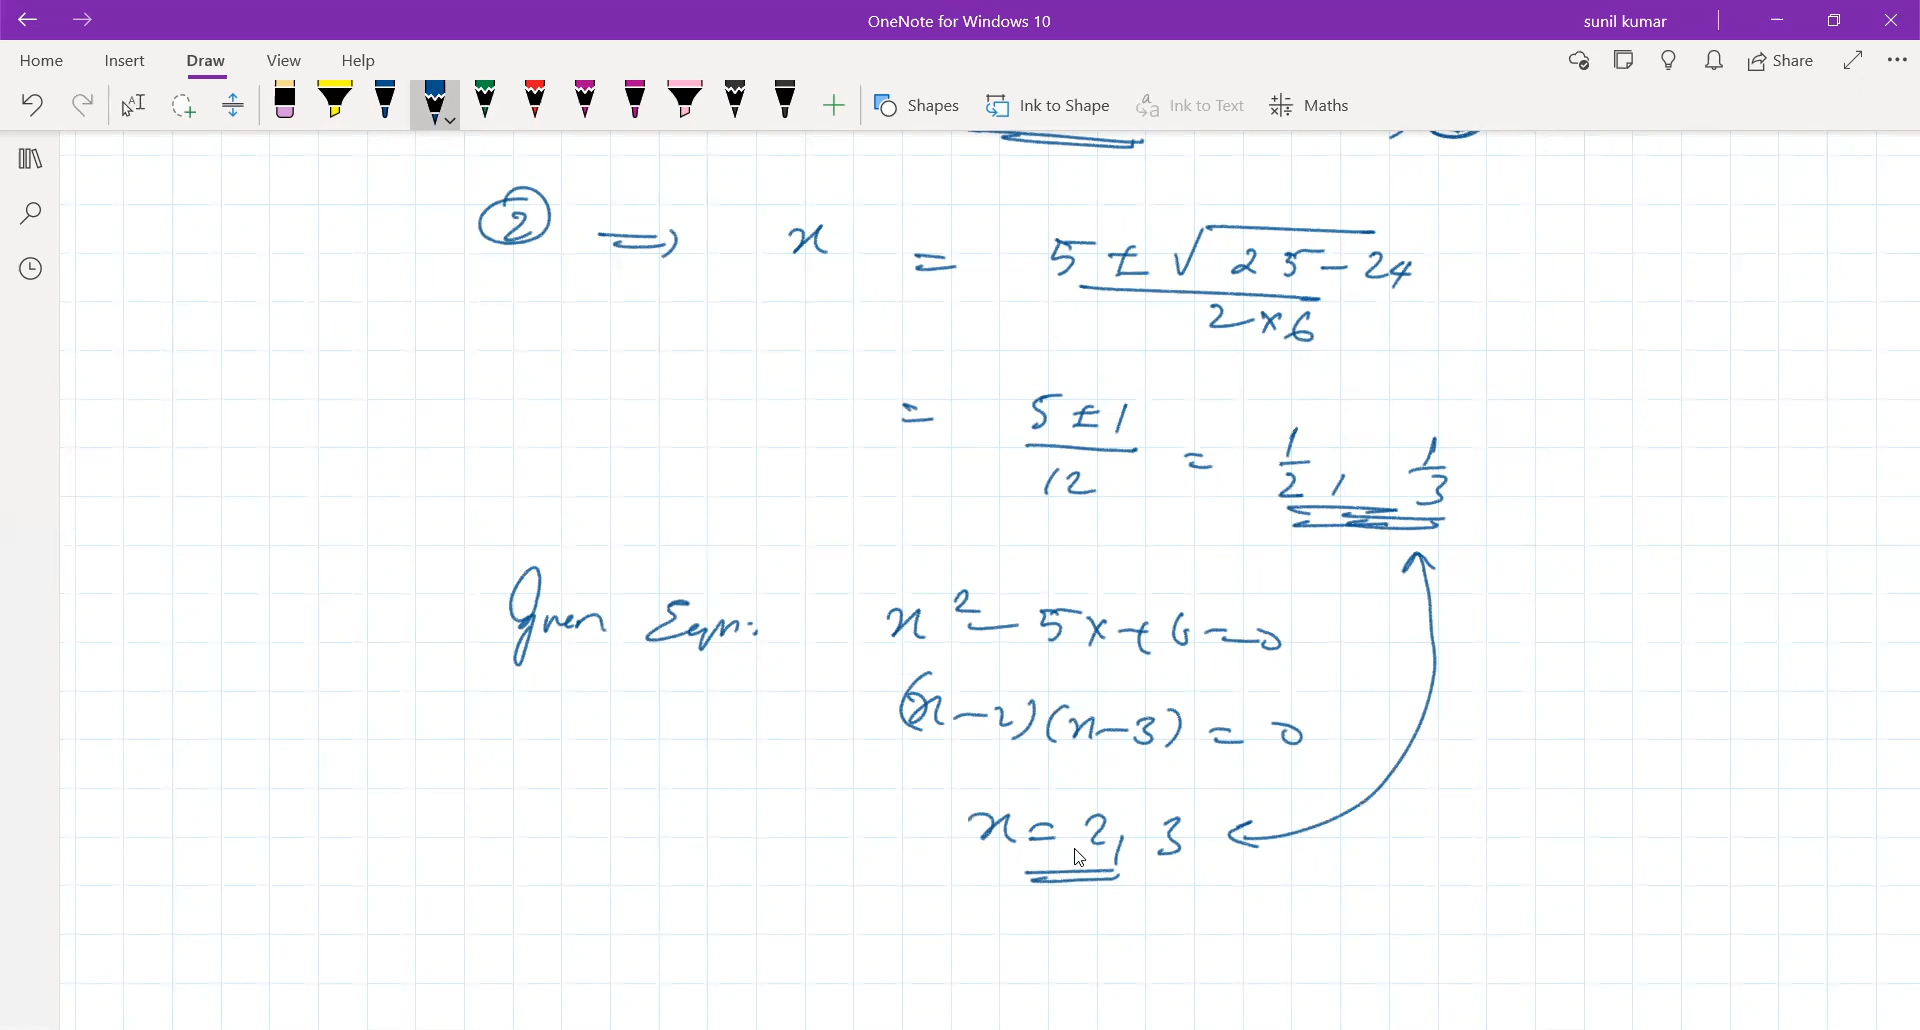 OneNote for Windows 10
sunil kumar
Home Insert Draw View Help
Share
Shapes Ink to Shape Ink to Text Maths
② ⇒ x = 5 ± √25 - 24
2 × 6
= 5 ± 1 / 12 = 1/2 , 1/3
Given Eqn: x² - 5x + 6 = 0
(x - 2)(x - 3) = 0
x = 2, 3